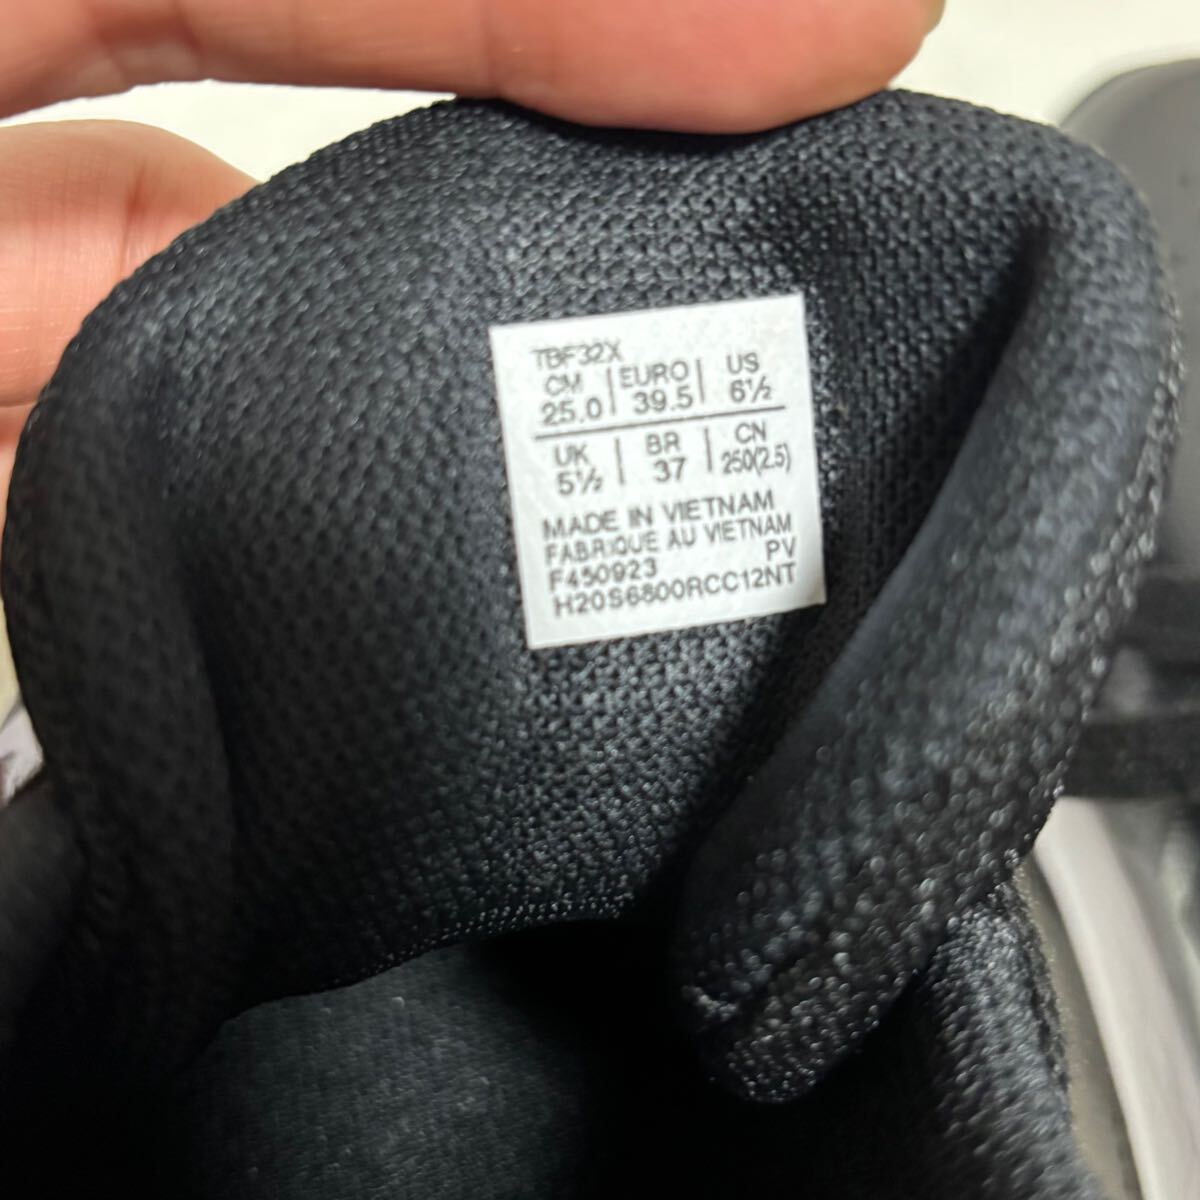 TBF32X
CM | EURO | US
25.0 | 39.5 | 6½
UK | BR | CN
5½ | 37 | 250(2.5)
MADE IN VIETNAM
FABRIQUE AU VIETNAM
F450923 PV
H20S6800RCC12NT